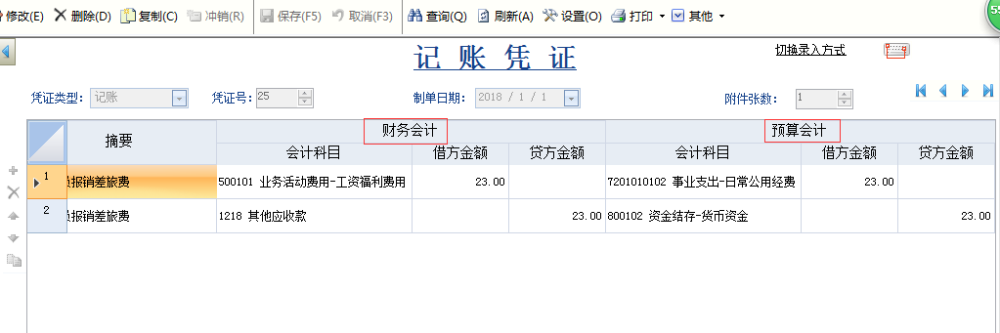 修改(E) 删除(D) 复制(C) 冲销(R) 保存(F5) 取消(F3) 查询(Q) 刷新(A) 设置(O) 打印 其他
记 账 凭 证
切换录入方式
凭证类型: 记账 凭证号: 25 制单日期: 2018 / 1 / 1 附件张数: 1
摘要 财务会计 预算会计
会计科目 借方金额 贷方金额 会计科目 借方金额 贷方金额
1 报销差旅费 500101 业务活动费用-工资福利费用 23.00 7201010102 事业支出-日常公用经费 23.00
2 报销差旅费 1218 其他应收款 23.00 800102 资金结存-货币资金 23.00